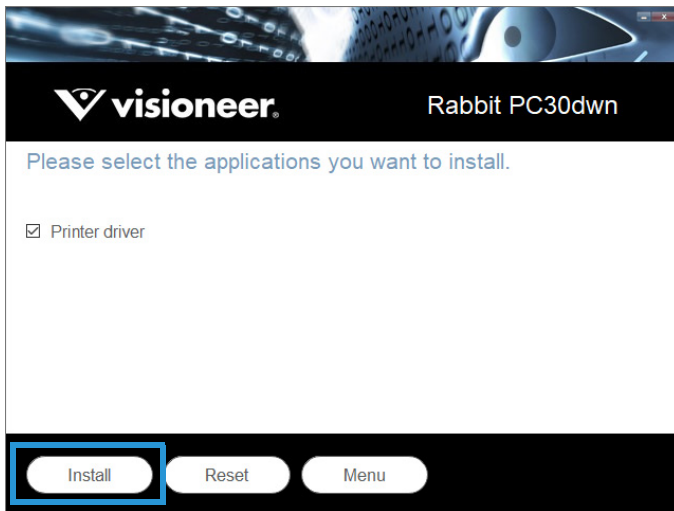 visioneer®
Rabbit PC30dwn
Please select the applications you want to install.
Printer driver
Install Reset Menu